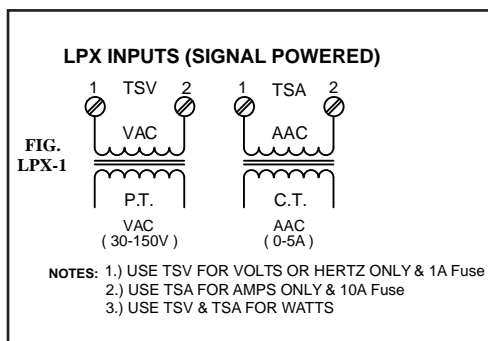 LPX INPUTS (SIGNAL POWERED)
1 TSV 2 1 TSA 2
VAC AAC
FIG.
LPX-1
P.T. C.T.
VAC AAC
( 30-150V ) (0-5A)
NOTES: 1.) USE TSV FOR VOLTS OR HERTZ ONLY & 1A Fuse
2.) USE TSA FOR AMPS ONLY & 10A Fuse
3.) USE TSV & TSA FOR WATTS